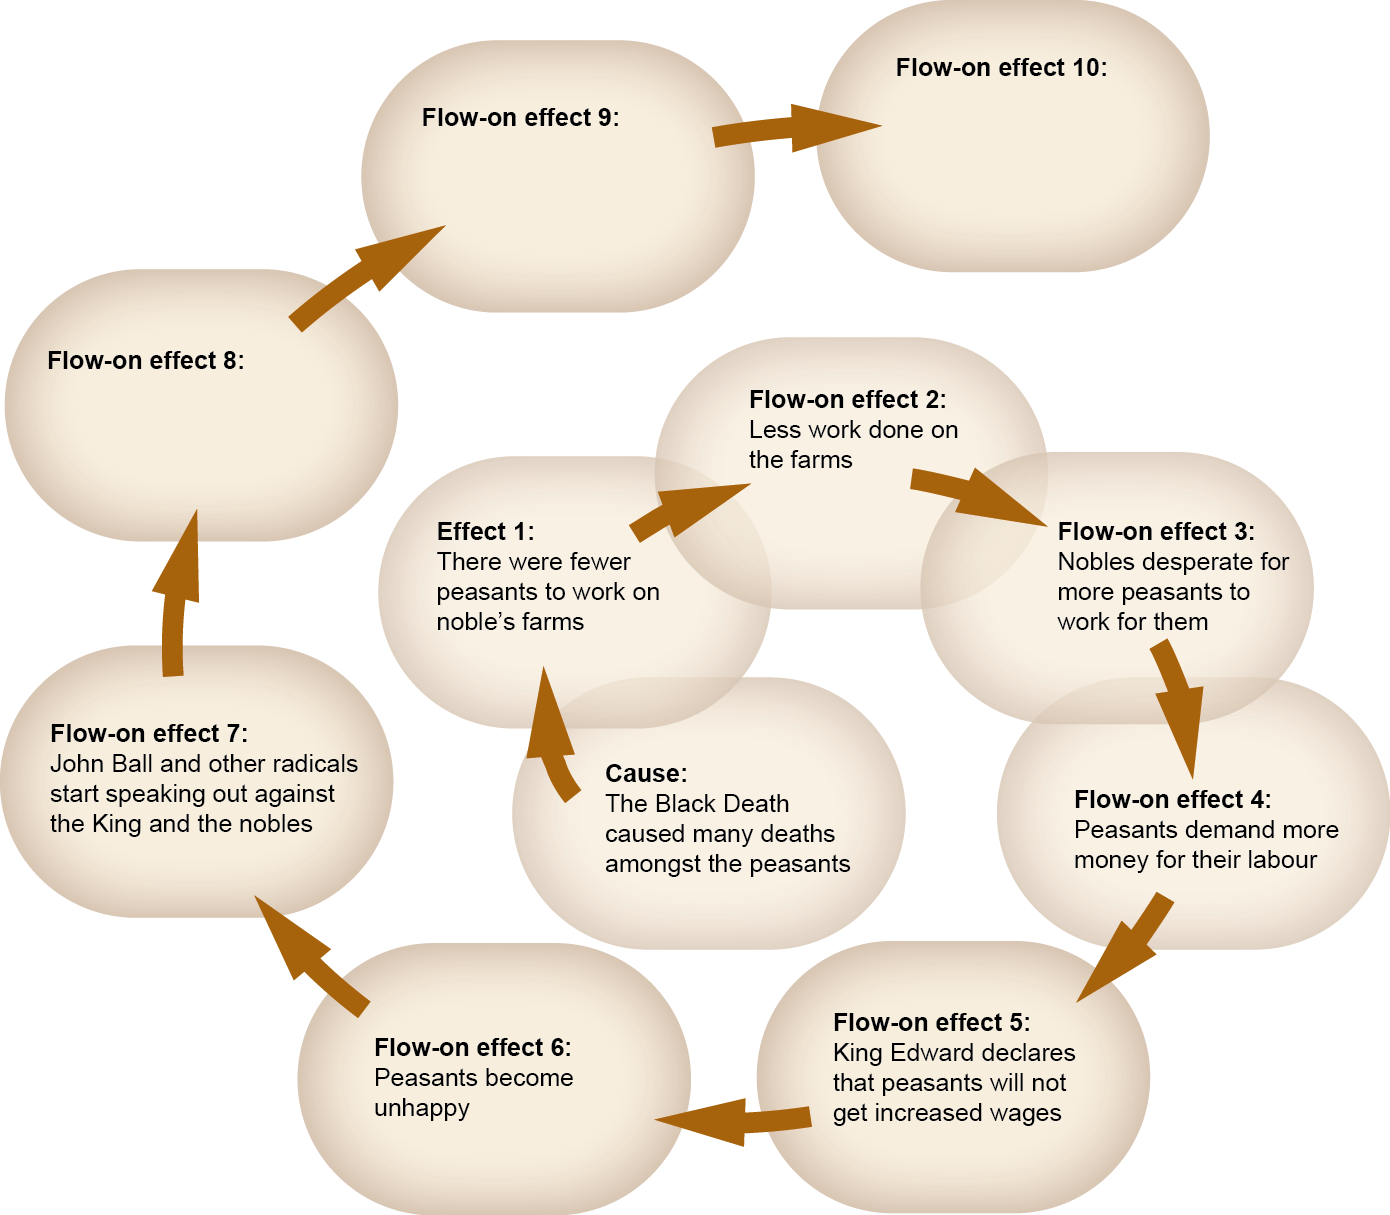 Cause:
The Black Death
caused many deaths
amongst the peasants
Effect 1:
There were fewer
peasants to work on
noble’s farms
Flow-on effect 2:
Less work done on
the farms
Flow-on effect 3:
Nobles desperate for
more peasants to
work for them
Flow-on effect 4:
Peasants demand more
money for their labour
Flow-on effect 5:
King Edward declares
that peasants will not
get increased wages
Flow-on effect 6:
Peasants become
unhappy
Flow-on effect 7:
John Ball and other radicals
start speaking out against
the King and the nobles
Flow-on effect 8:
Flow-on effect 9:
Flow-on effect 10: